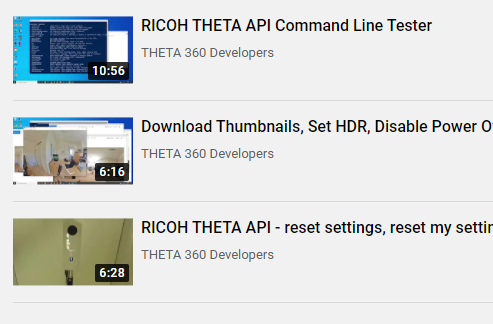 RICOH THETA API Command Line Tester
THETA 360 Developers
10:56
Download Thumbnails, Set HDR, Disable Power O
THETA 360 Developers
6:16
RICOH THETA API - reset settings, reset my settin
THETA 360 Developers
6:28